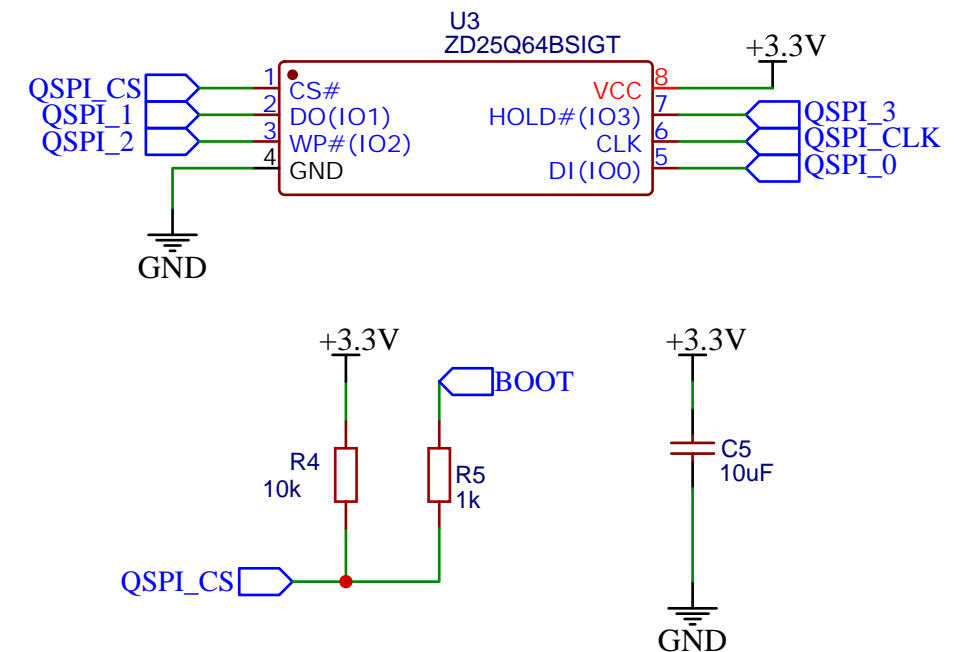 U3
ZD25Q64BSIGT
+3.3V
QSPI_CS 1 CS# VCC 8
QSPI_1 2 DO(IO1) HOLD#(IO3) 7 QSPI_3
QSPI_2 3 WP#(IO2) CLK 6 QSPI_CLK
4 GND DI(IO0) 5 QSPI_0
GND
+3.3V
BOOT
R4
10k
R5
1k
QSPI_CS
+3.3V
C5
10uF
GND